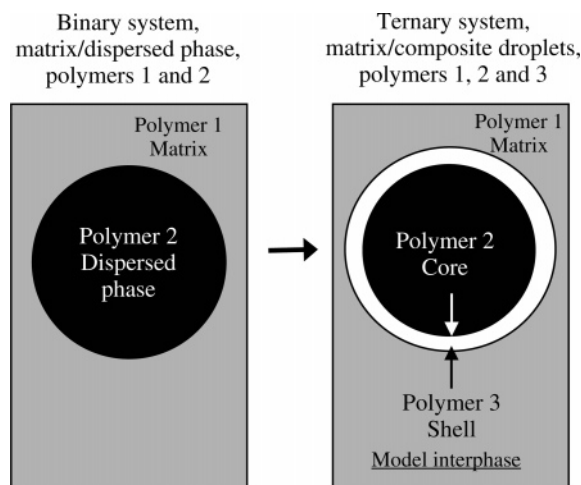 Binary system,
matrix/dispersed phase,
polymers 1 and 2
Polymer 1
Matrix
Polymer 2
Dispersed
phase
Ternary system,
matrix/composite droplets,
polymers 1, 2 and 3
Polymer 1
Matrix
Polymer 2
Core
Polymer 3
Shell
Model interphase